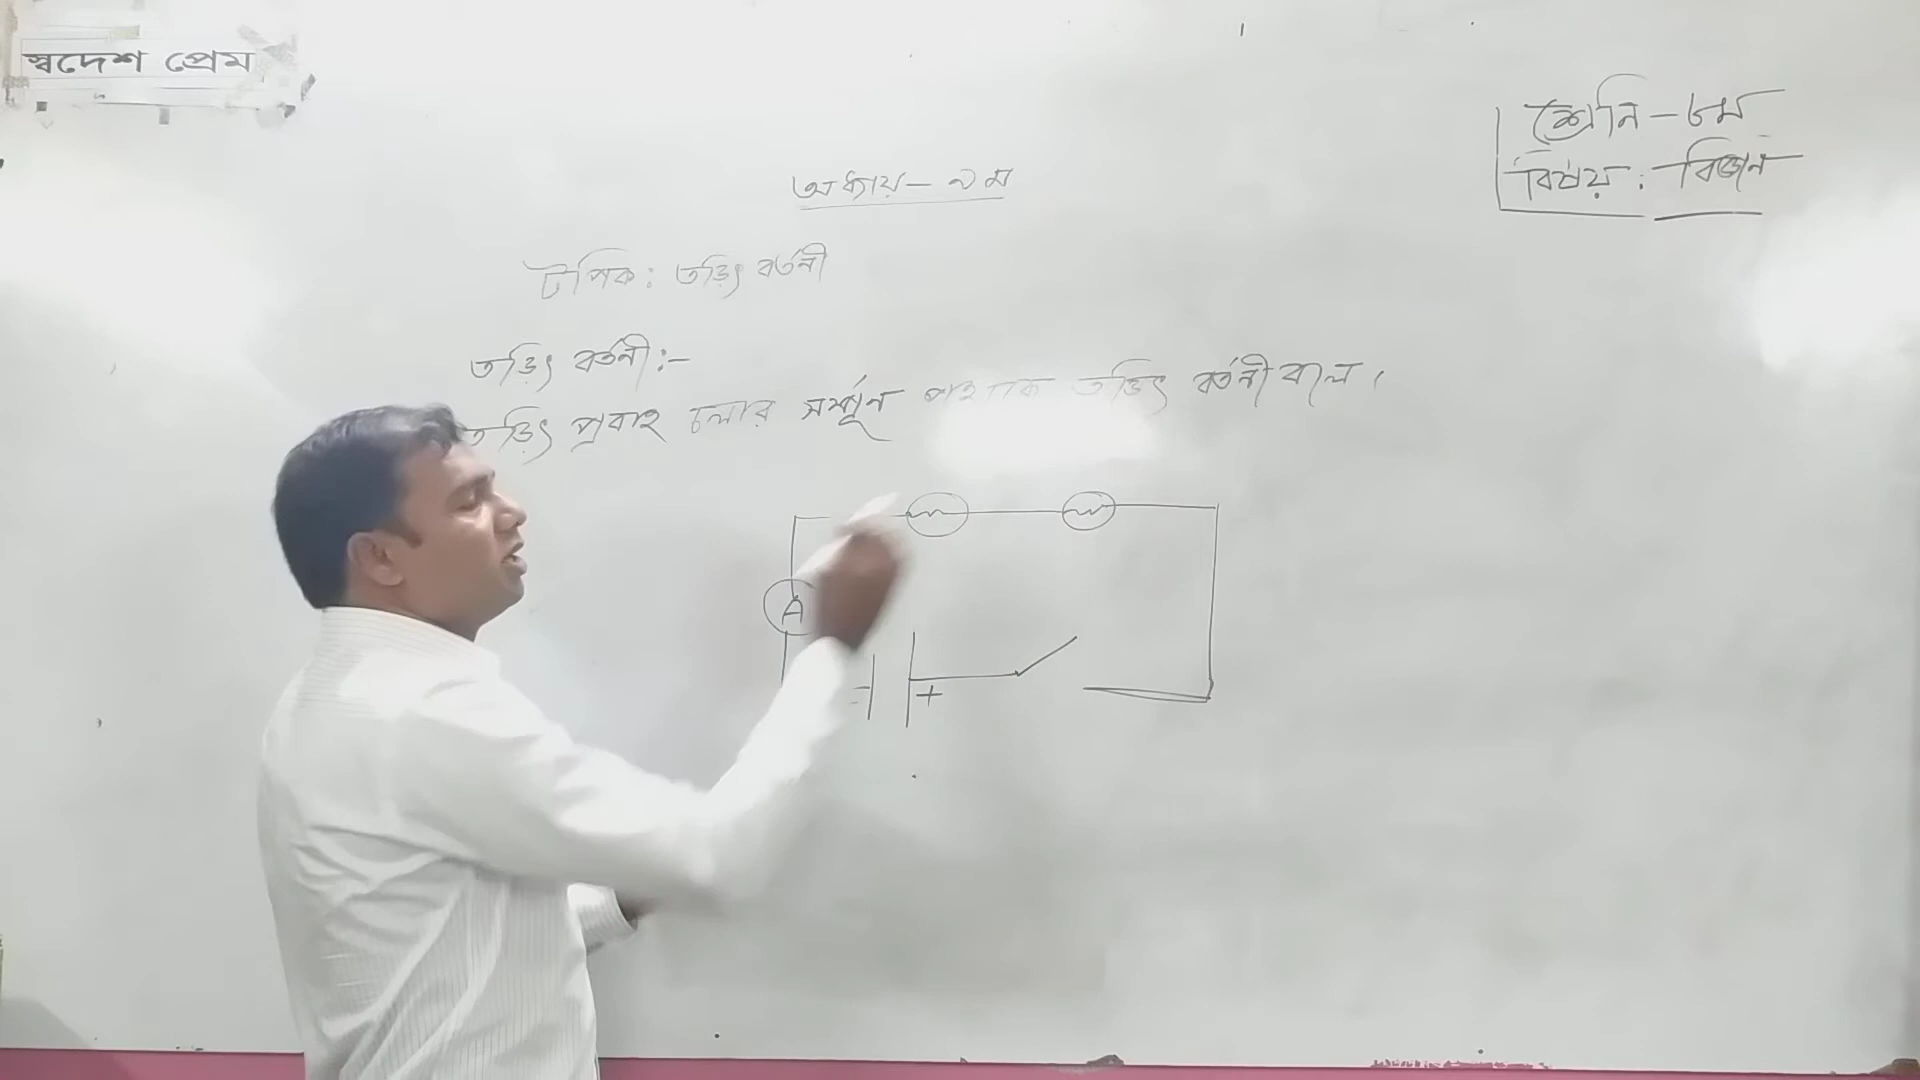 স্বদেশ প্রেম
শ্রেনি - ৮ম
বিষয় : বিজ্ঞান
অধ্যায় - ৯ম
টপিক : তড়িৎ বর্তনী
তড়িৎ বর্তনী :-
তড়িৎ প্রবাহ চলার সম্পূর্ন পথকে তড়িৎ বর্তনী বলে।
A
- +